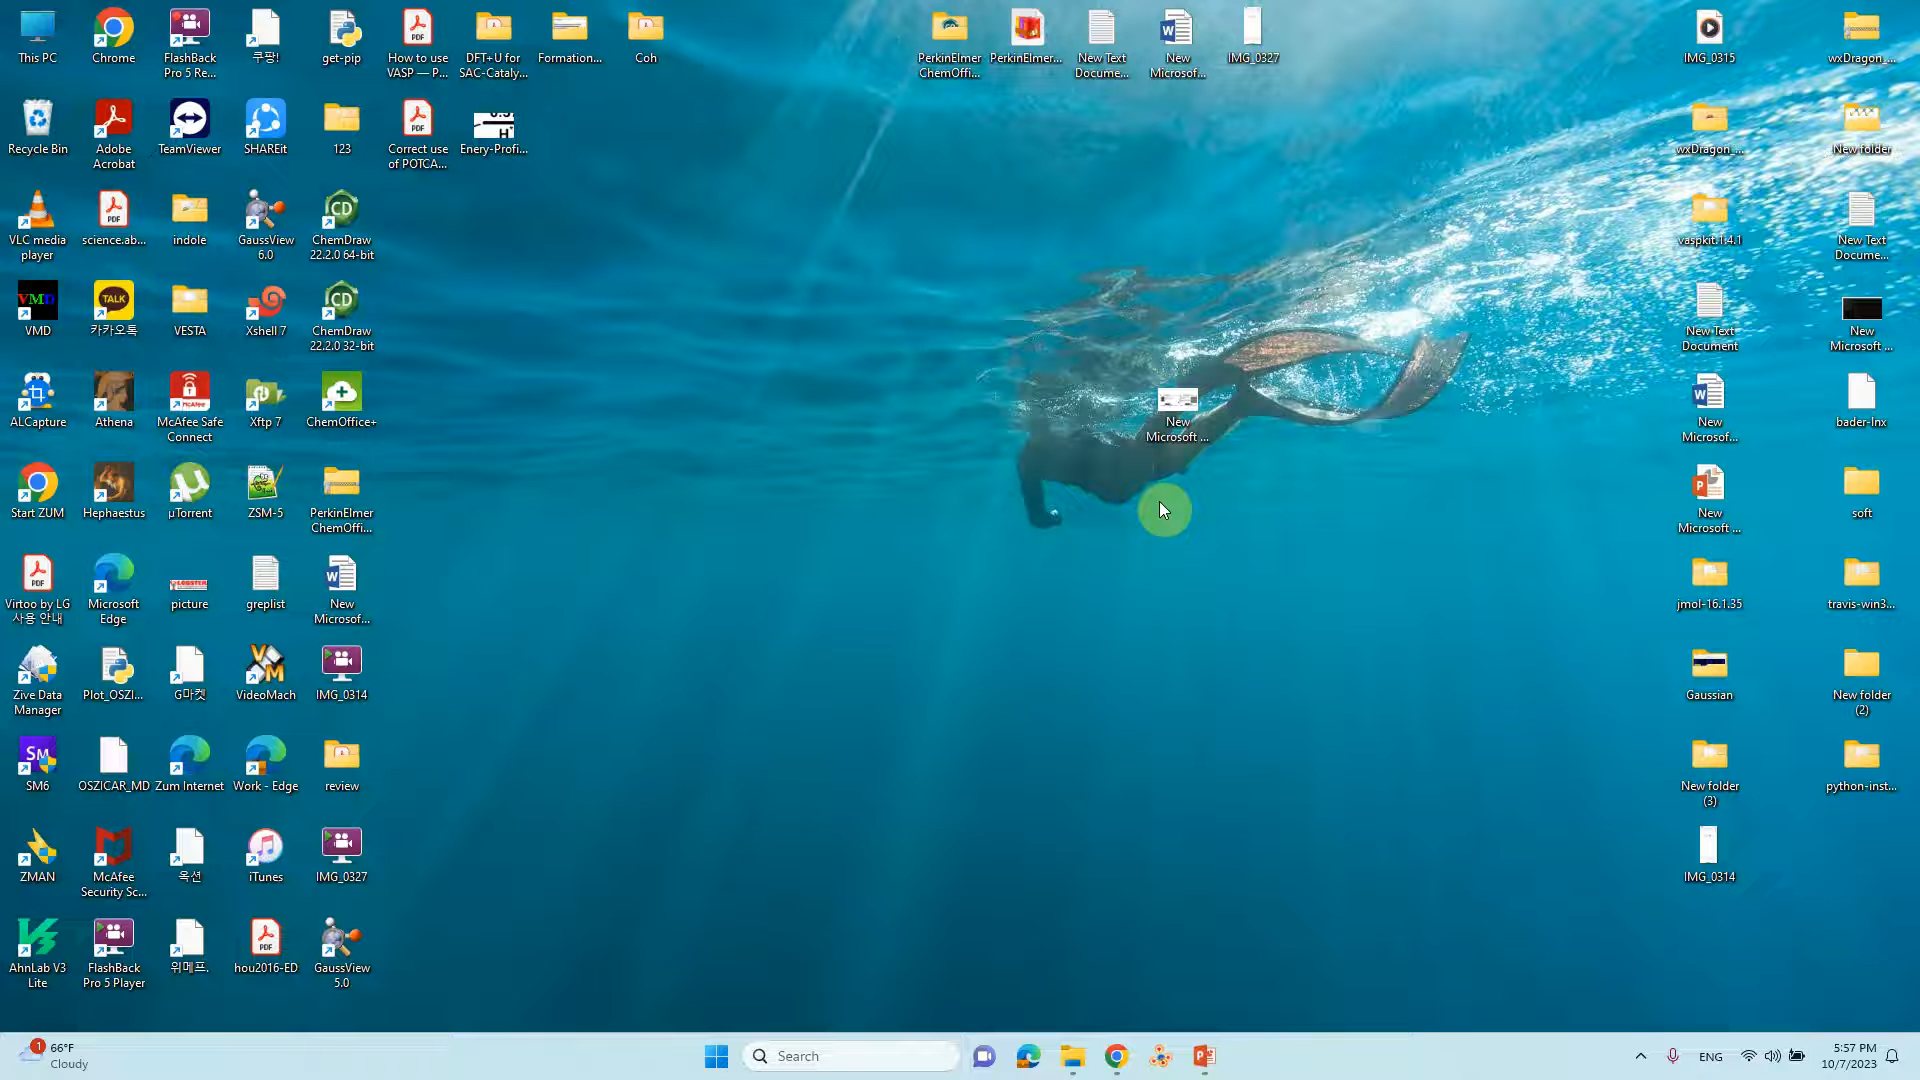 This PC
Chrome
FlashBack
Pro 5 Re...
쿠팡!
get-pip
How to use
VASP — P...
DFT+U for
SAC-Cataly...
Formation...
Coh
PerkinElmer
ChemOffi...
PerkinElmer...
New Text
Docume...
New
Microsof...
IMG_0327
IMG_0315
wxDragon_...
Recycle Bin
Adobe
Acrobat
TeamViewer
SHAREit
123
Correct use
of POTCA...
Enery-Profi...
wxDragon_...
New folder
VLC media
player
science.ab...
indole
GaussView
6.0
ChemDraw
22.2.0 64-bit
vaspkit.1.4.1
New Text
Docume...
VMD
카카오톡
VESTA
Xshell 7
ChemDraw
22.2.0 32-bit
New Text
Document
New
Microsoft ...
ALCapture
Athena
McAfee Safe
Connect
Xftp 7
ChemOffice+
New
Microsoft ...
New
Microsof...
bader-lnx
Start ZUM
Hephaestus
µTorrent
ZSM-5
PerkinElmer
ChemOffi...
New
Microsoft ...
soft
Virtoo by LG
사용 안내
Microsoft
Edge
picture
greplist
New
Microsof...
jmol-16.1.35
travis-win3...
Zive Data
Manager
Plot_OSZI...
G마켓
VideoMach
IMG_0314
Gaussian
New folder
(2)
SM6
OSZICAR_MD
Zum Internet
Work - Edge
review
New folder
(3)
python-inst...
ZMAN
McAfee
Security Sc...
옥션
iTunes
IMG_0327
IMG_0314
AhnLab V3
Lite
FlashBack
Pro 5 Player
위메프.
hou2016-ED
GaussView
5.0
1
66°F
Cloudy
Search
ENG
5:57 PM
10/7/2023